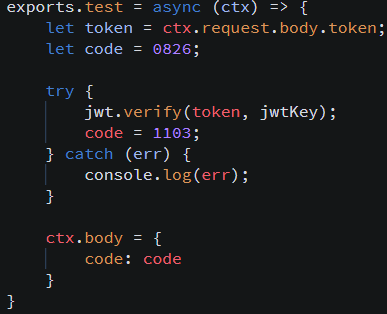 exports.test = async (ctx) => {
    let token = ctx.request.body.token;
    let code = 0826;

    try {
        jwt.verify(token, jwtKey);
        code = 1103;
    } catch (err) {
        console.log(err);
    }

    ctx.body = {
        code: code
    }
}